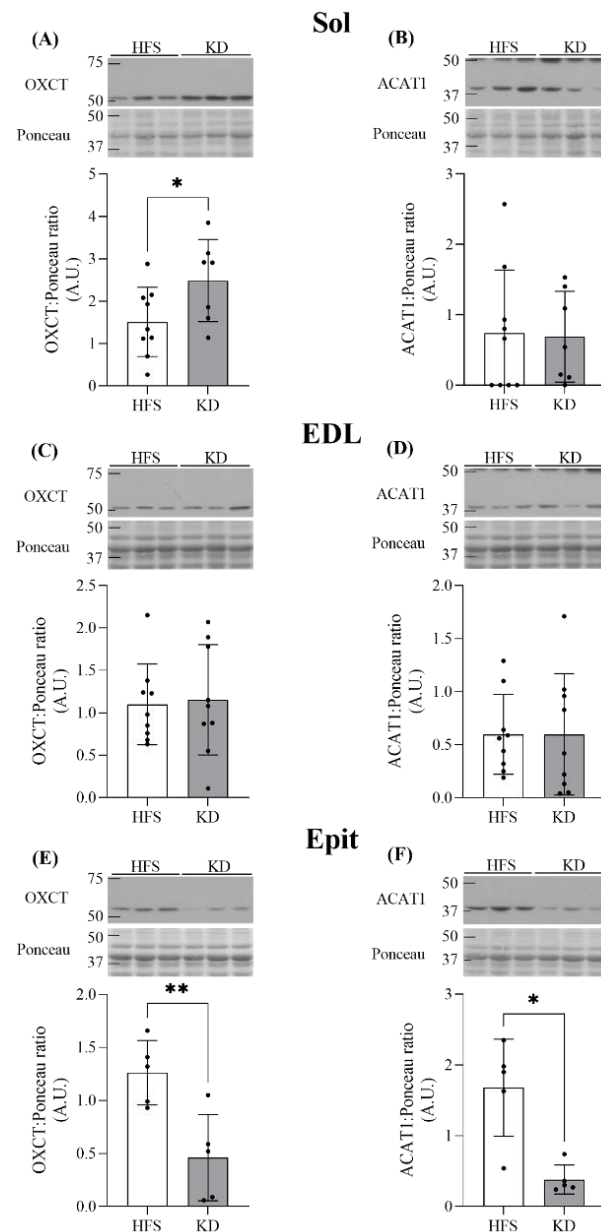 Sol
(A)
HFS KD
75
OXCT
50
50
Ponceau
37
5
4
3
2
1
0
OXCT:Ponceau ratio
(A.U.)
*
HFS KD
(B)
HFS KD
50
ACAT1
37
50
Ponceau
37
3
2
1
0
ACAT1:Ponceau ratio
(A.U.)
HFS KD
EDL
(C)
HFS KD
75
OXCT
50
50
Ponceau
37
2.5
2.0
1.5
1.0
0.5
0.0
OXCT:Ponceau ratio
(A.U.)
HFS KD
(D)
HFS KD
50
ACAT1
37
50
Ponceau
37
2.0
1.5
1.0
0.5
0.0
ACAT1:Ponceau ratio
(A.U.)
HFS KD
Epit
(E)
HFS KD
75
OXCT
50
50
Ponceau
37
2.0
1.5
1.0
0.5
0.0
OXCT:Ponceau ratio
(A.U.)
**
HFS KD
(F)
HFS KD
50
ACAT1
37
50
Ponceau
37
3
2
1
0
ACAT1:Ponceau ratio
(A.U.)
*
HFS KD